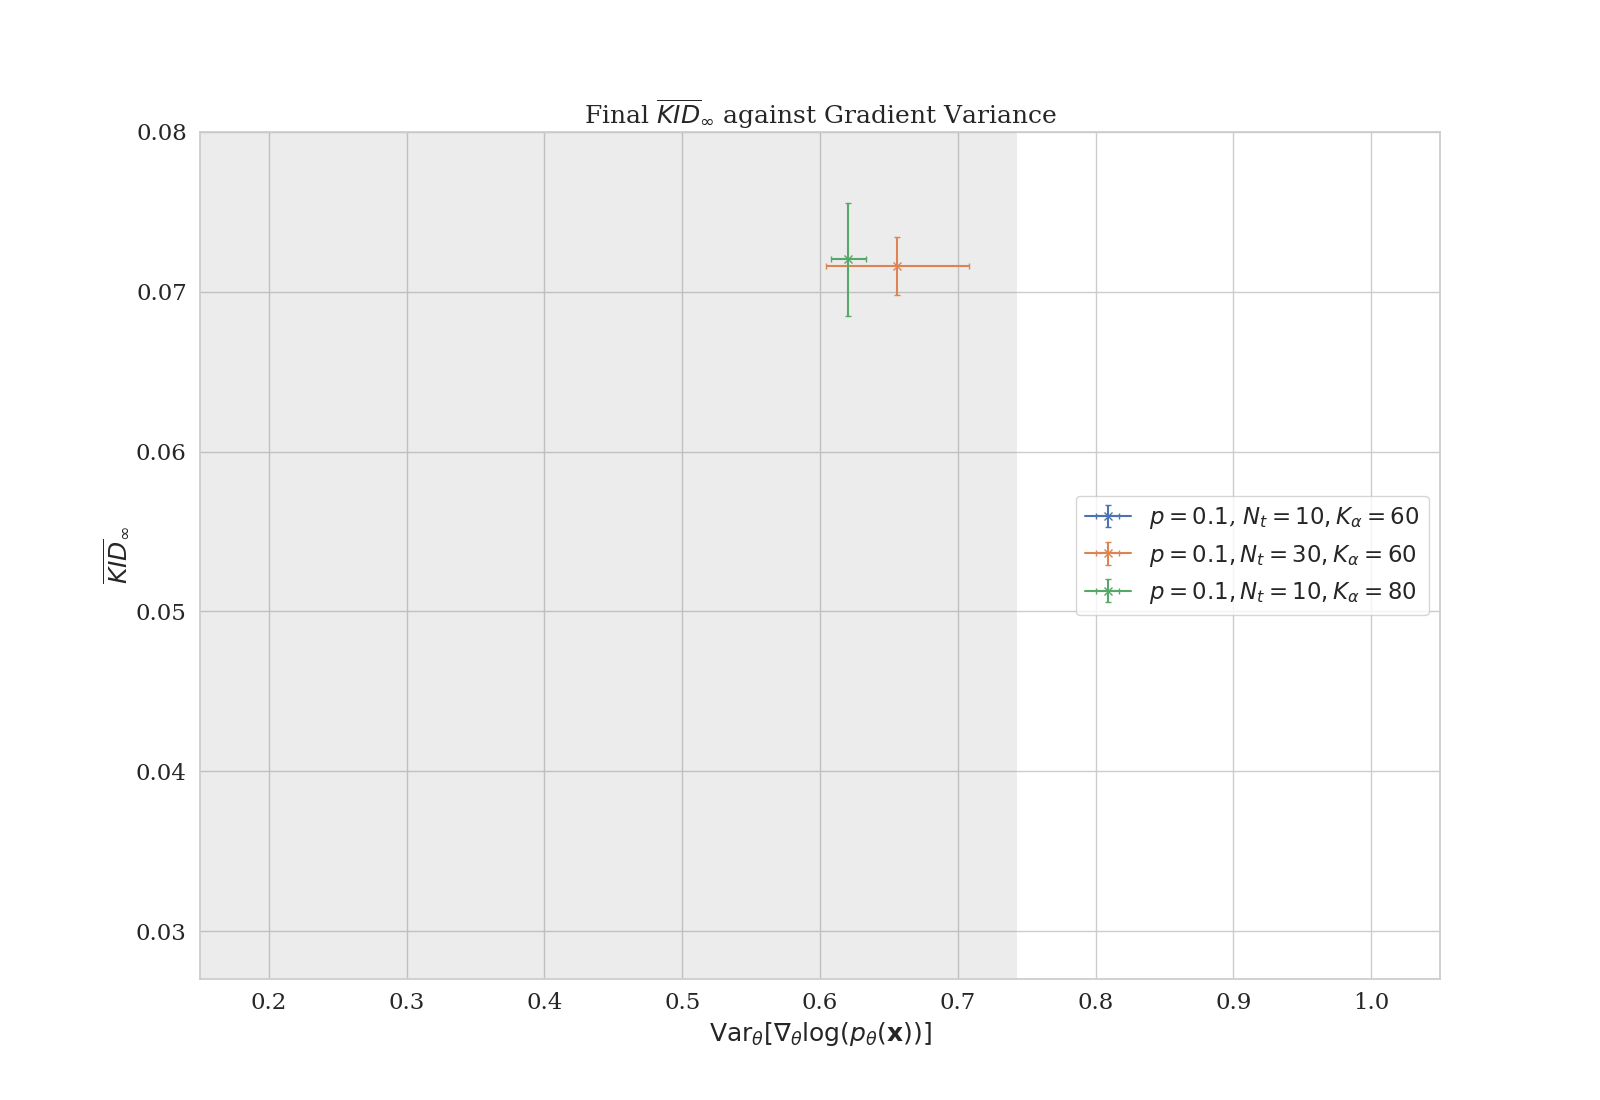 Final $\overline{KID}_\infty$ against Gradient Variance
0.08
0.07
0.06
0.05
0.04
0.03
$\overline{KID}_\infty$
$p = 0.1, N_t = 10, K_\alpha = 60$
$p = 0.1, N_t = 30, K_\alpha = 60$
$p = 0.1, N_t = 10, K_\alpha = 80$
0.2 0.3 0.4 0.5 0.6 0.7 0.8 0.9 1.0
$\mathrm{Var}_\theta[\nabla_\theta \log(p_\theta(\mathbf{x}))]$